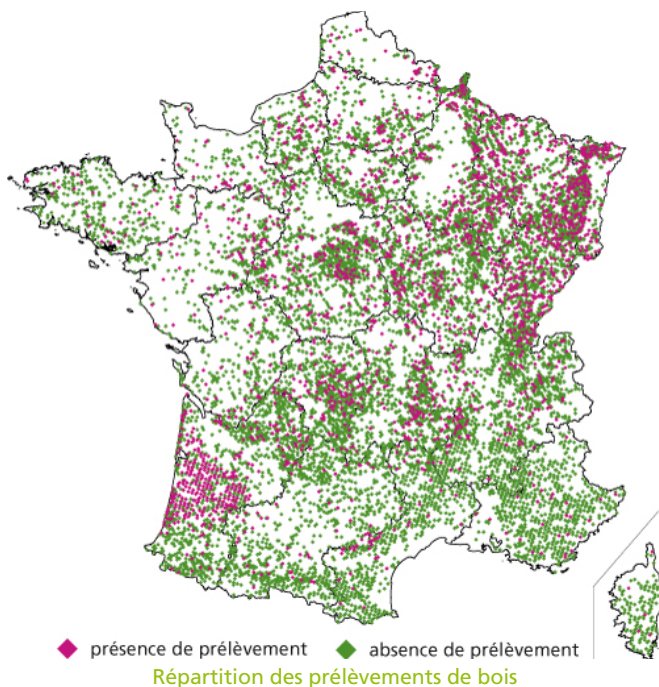 présence de prélèvement absence de prélèvement
Répartition des prélèvements de bois